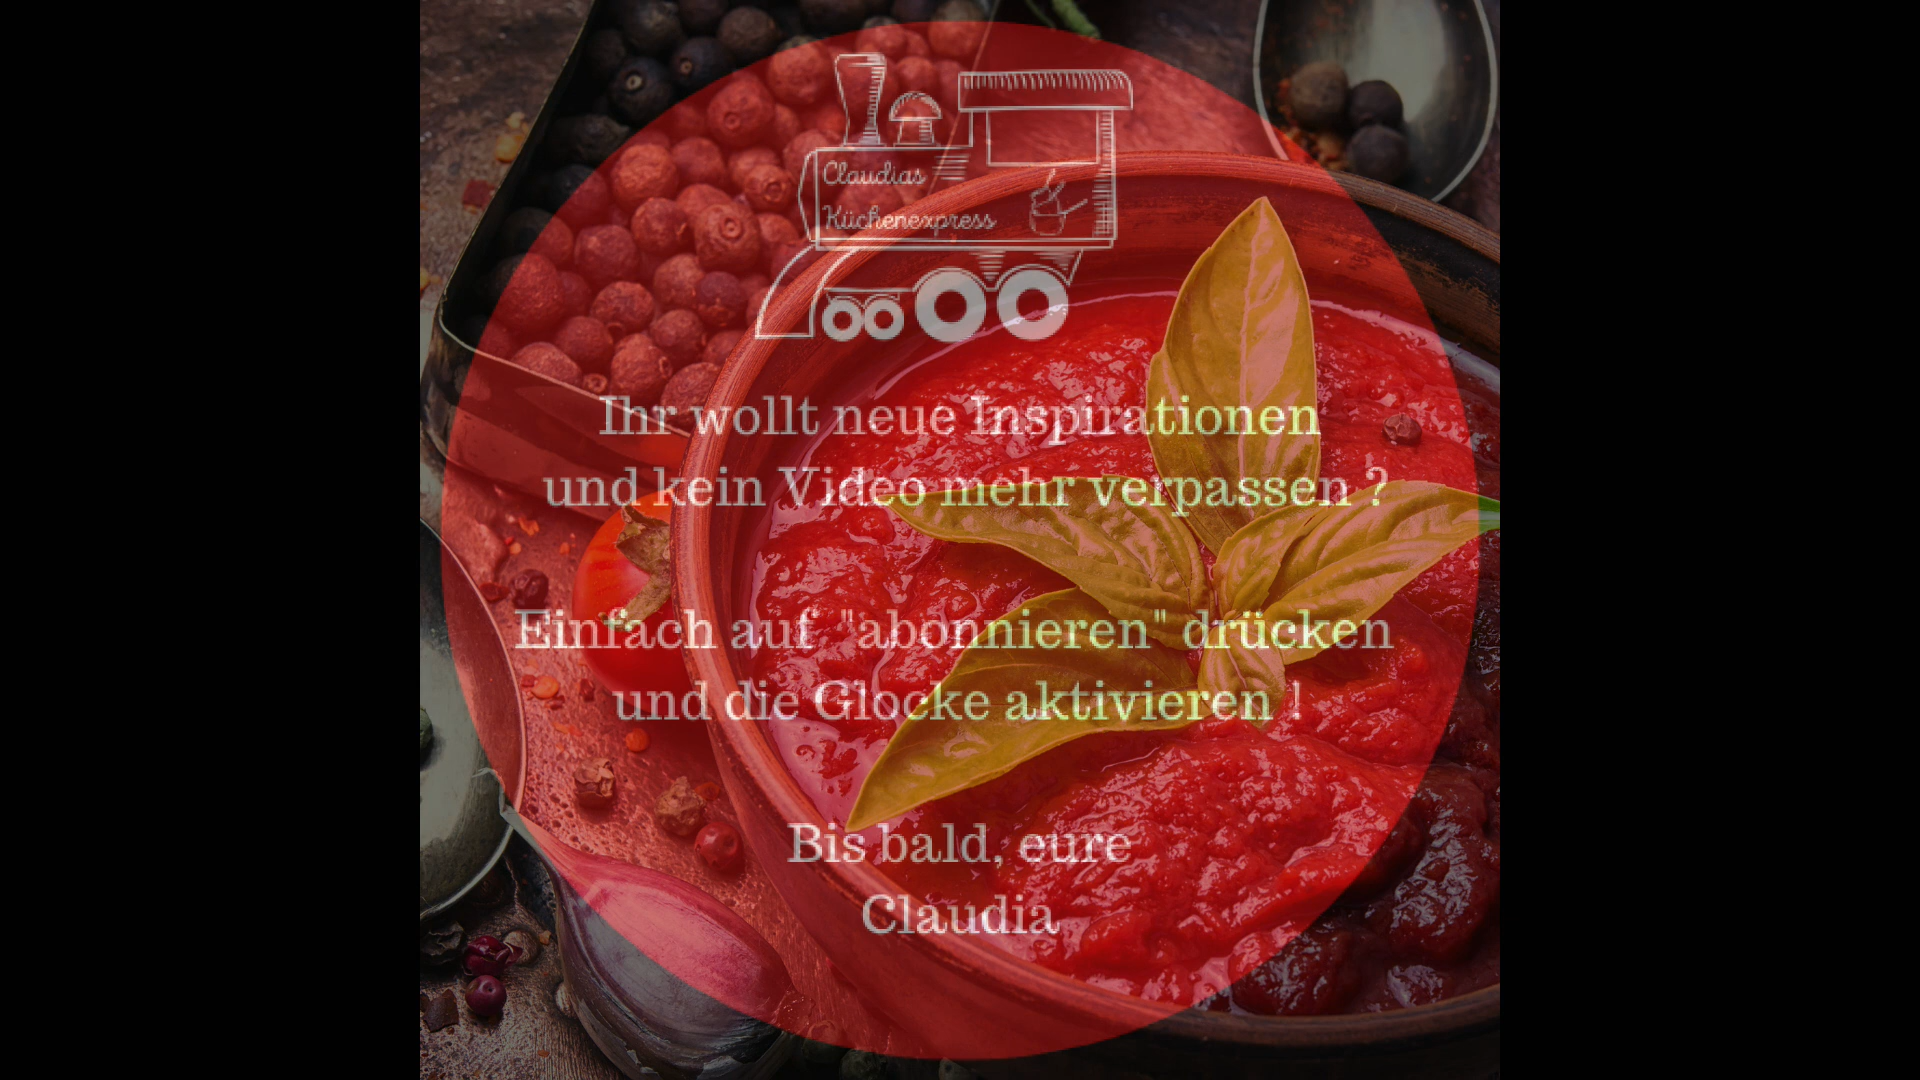 Claudias
Küchenexpress
Ihr wollt neue Inspirationen
und kein Video mehr verpassen ?
Einfach auf "abonnieren" drücken
und die Glocke aktivieren !
Bis bald, eure
Claudia